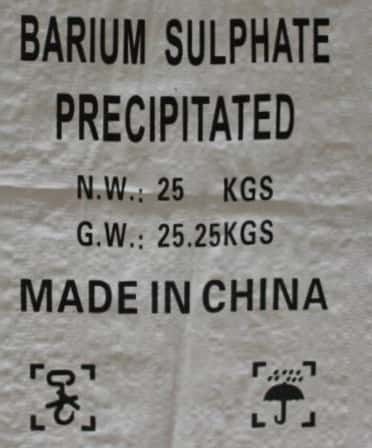 BARIUM SULPHATE
PRECIPITATED
N.W.: 25 KGS
G.W.: 25.25KGS
MADE IN CHINA